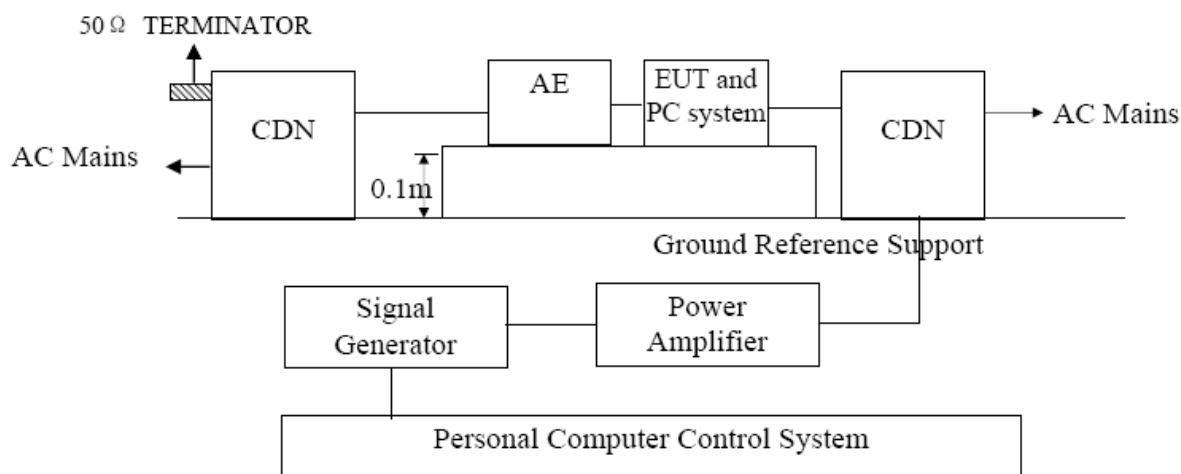 50Ω TERMINATOR
AE
EUT and
PC system
CDN
CDN
AC Mains
AC Mains
0.1m
Ground Reference Support
Signal
Generator
Power
Amplifier
Personal Computer Control System